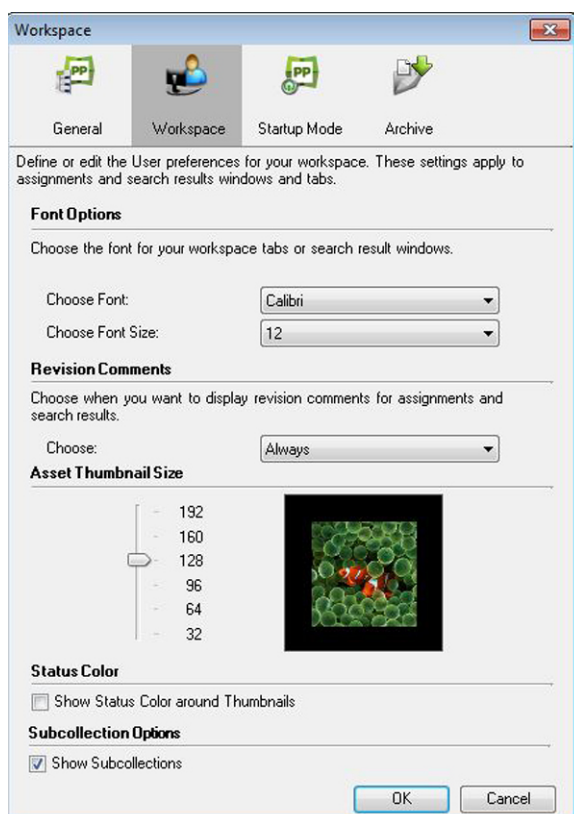 Workspace
PP
PP
General
Workspace
Startup Mode
Archive
Define or edit the User preferences for your workspace. These settings apply to
assignments and search results windows and tabs.
Font Options
Choose the font for your workspace tabs or search result windows.
Choose Font:
Calibri
Choose Font Size:
12
Revision Comments
Choose when you want to display revision comments for assignments and
search results.
Choose:
Always
Asset Thumbnail Size
192
160
128
96
64
32
Status Color
Show Status Color around Thumbnails
Subcollection Options
Show Subcollections
OK
Cancel